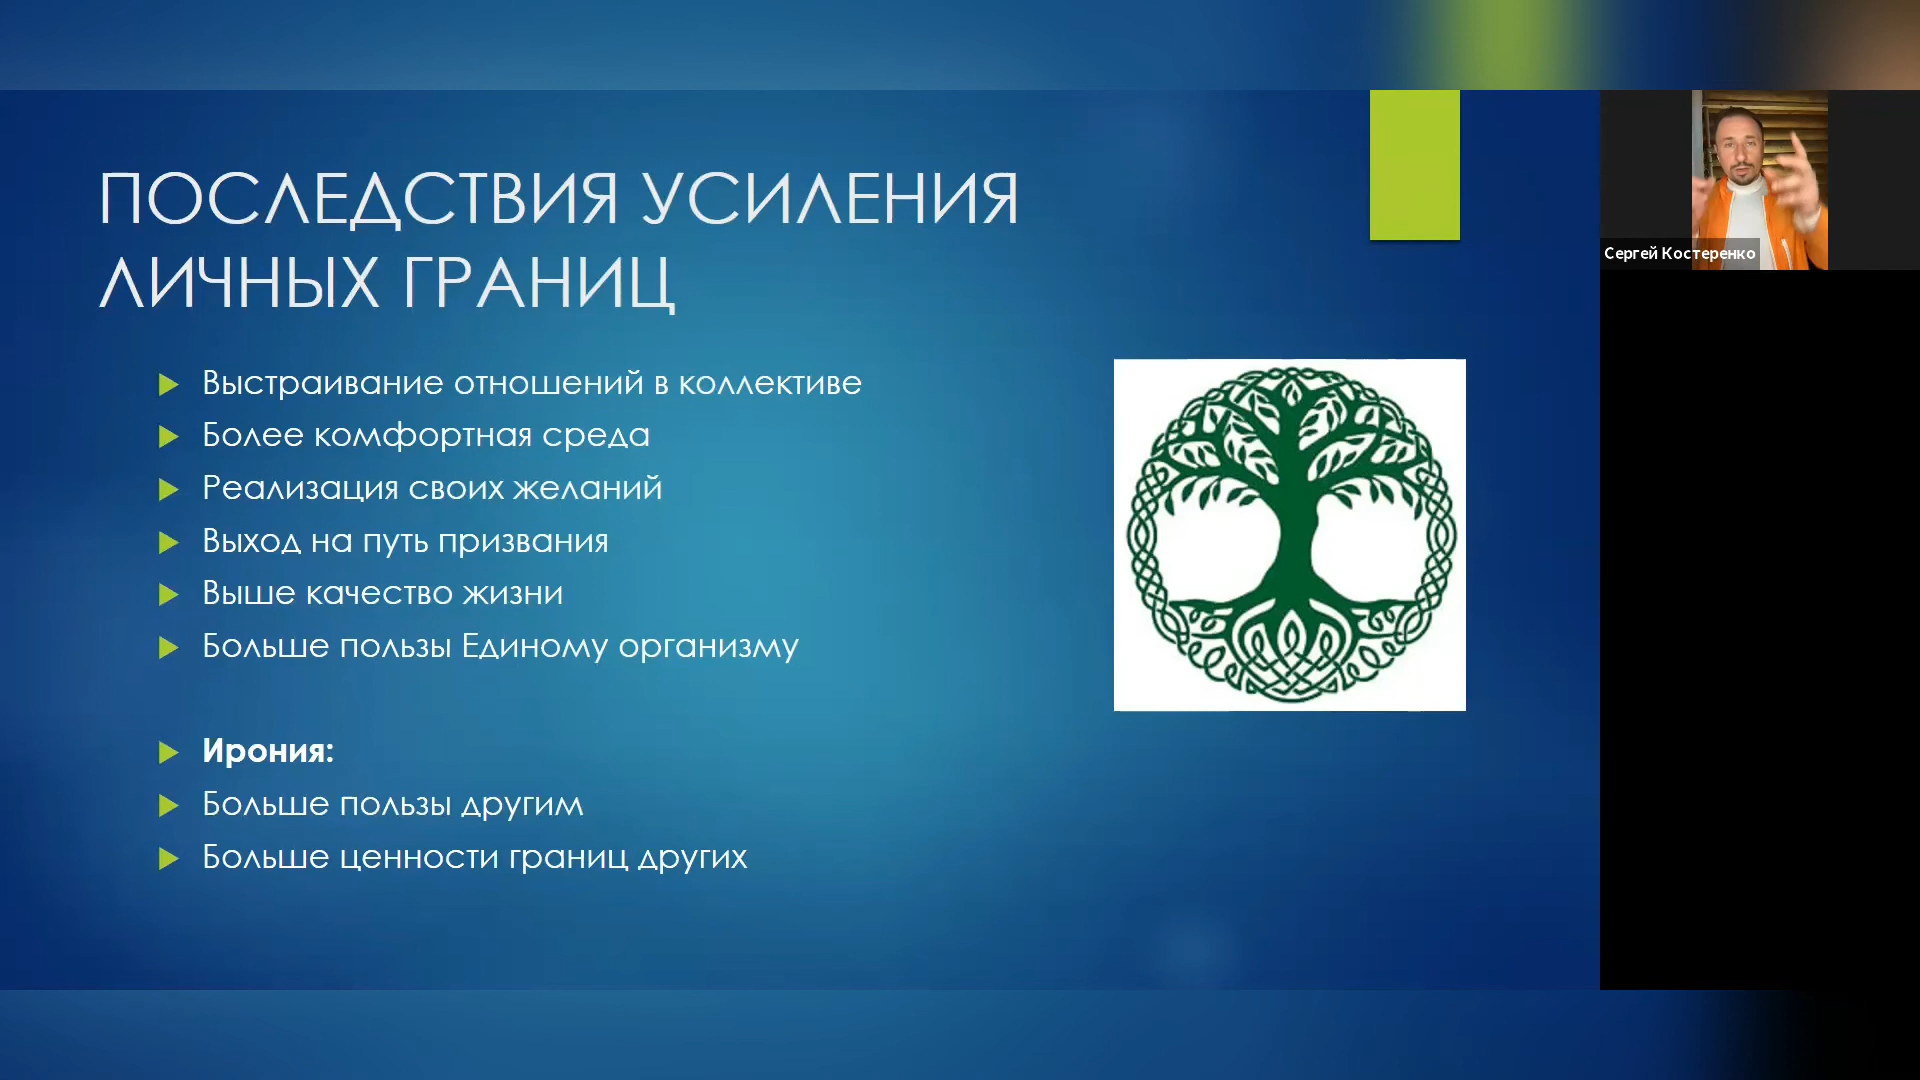 ПОСЛЕДСТВИЯ УСИЛЕНИЯ
ЛИЧНЫХ ГРАНИЦ
Выстраивание отношений в коллективе
Более комфортная среда
Реализация своих желаний
Выход на путь призвания
Выше качество жизни
Больше пользы Единому организму
Ирония:
Больше пользы другим
Больше ценности границ других
Сергей Костеренко